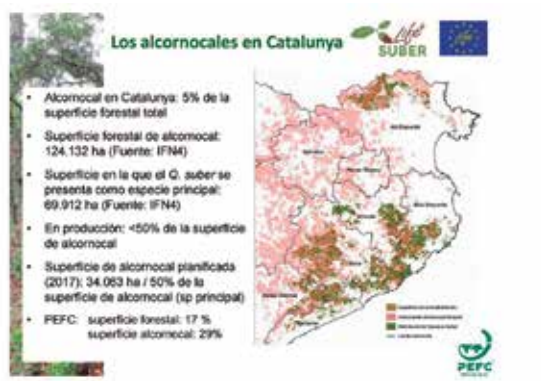 Los alcornocales en Catalunya
Life
SUBER
Alcornocal en Catalunya: 5% de la
superficie forestal total
Superficie forestal de alcornocal:
124.132 ha (Fuente: IFN4)
Superficie en la que el Q. suber se
presenta como especie principal:
69.912 ha (Fuente: IFN4)
En producción: <50% de la superficie
de alcornocal
Superficie de alcornocal planificada
(2017): 34.063 ha / 50% de la
superficie de alcornocal (sp principal)
PEFC: superficie forestal: 17 %
superficie alcornocal: 29%
PEFC